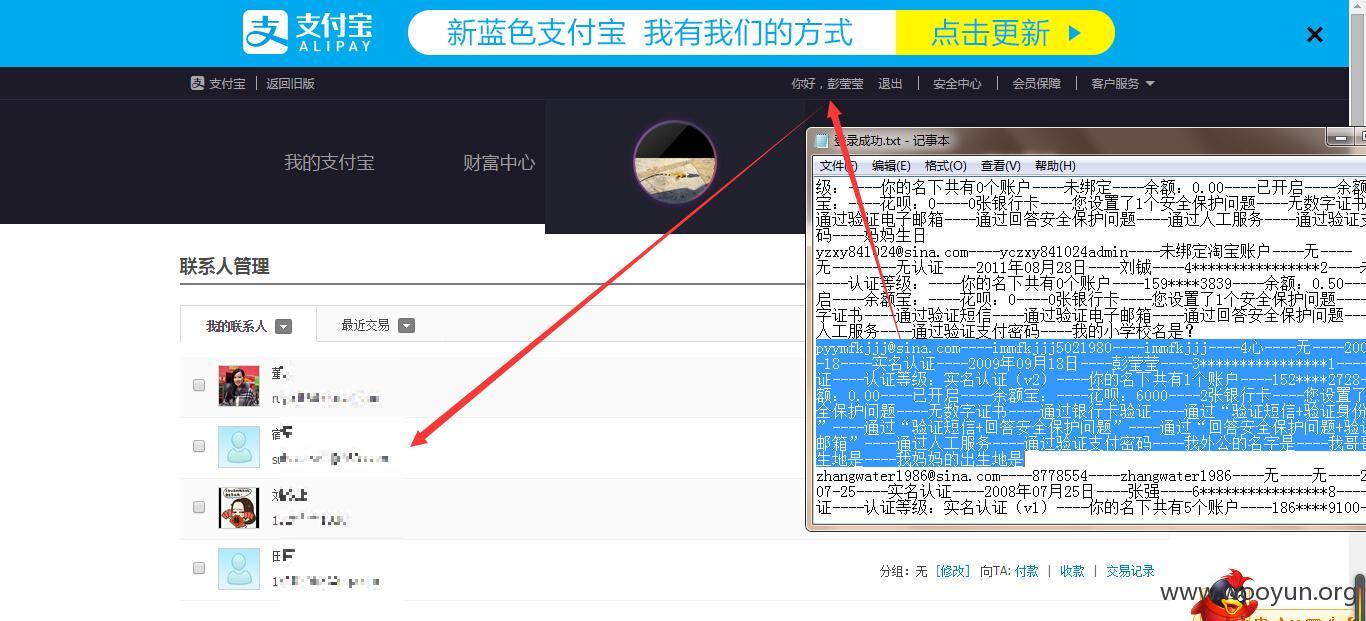 支付宝
ALIPAY
新蓝色支付宝 我有我们的方式
点击更新
支付宝 返回旧版
你好，彭莹莹 退出 安全中心 会员保障 客户服务
我的支付宝 财富中心
联系人管理
我的联系人 最近交易
董
宿
刘
分组：无 [修改] 向TA: 付款 | 收款 | 交易记录
登录成功.txt - 记事本
文件(F) 编辑(E) 格式(O) 查看(V) 帮助(H)
级：----你的名下共有0个账户----未绑定----余额：0.00----已开启----余额
宝：----花呗：0----0张银行卡----您设置了1个安全保护问题----无数字证书
通过验证电子邮箱----通过回答安全保护问题----通过人工服务----通过验证支
码----妈妈生日
yzxy841024@sina.com----yczxy841024admin----未绑定淘宝账户----无----
无--------无认证----2011年08月28日----刘铖----4****************2----未
----认证等级：----你的名下共有0个账户----159****3839----余额：0.50----
启----余额宝：----花呗：0----0张银行卡----您设置了1个安全保护问题----
字证书----通过验证短信----通过验证电子邮箱----通过回答安全保护问题----
人工服务----通过验证支付密码----我的小学校名是？
pyymfkjjj@sina.com----immfkjjj5021980----immfkjjj----4心----无----200
-18----实名认证----2009年09月18日----彭莹莹----3****************1----
证----认证等级：实名认证（v2）----你的名下共有1个账户----152****2728--
额：0.00----已开启----余额宝：----花呗：6000----2张银行卡----您设置了
全保护问题----无数字证书----通过银行卡验证----通过“验证短信+验证身份
”----通过“验证短信+回答安全保护问题”----通过“回答安全保护问题+验证
邮箱”----通过人工服务----通过验证支付密码----我外公的名字是----我哥哥
生地是----我妈妈的出生地是
zhangwater1986@sina.com----8778554----zhangwater1986----无----无----2
07-25----实名认证----2008年07月25日----张强----6****************8----
证----认证等级：实名认证（v1）----你的名下共有5个账户----186****9100--
www.wooyun.org